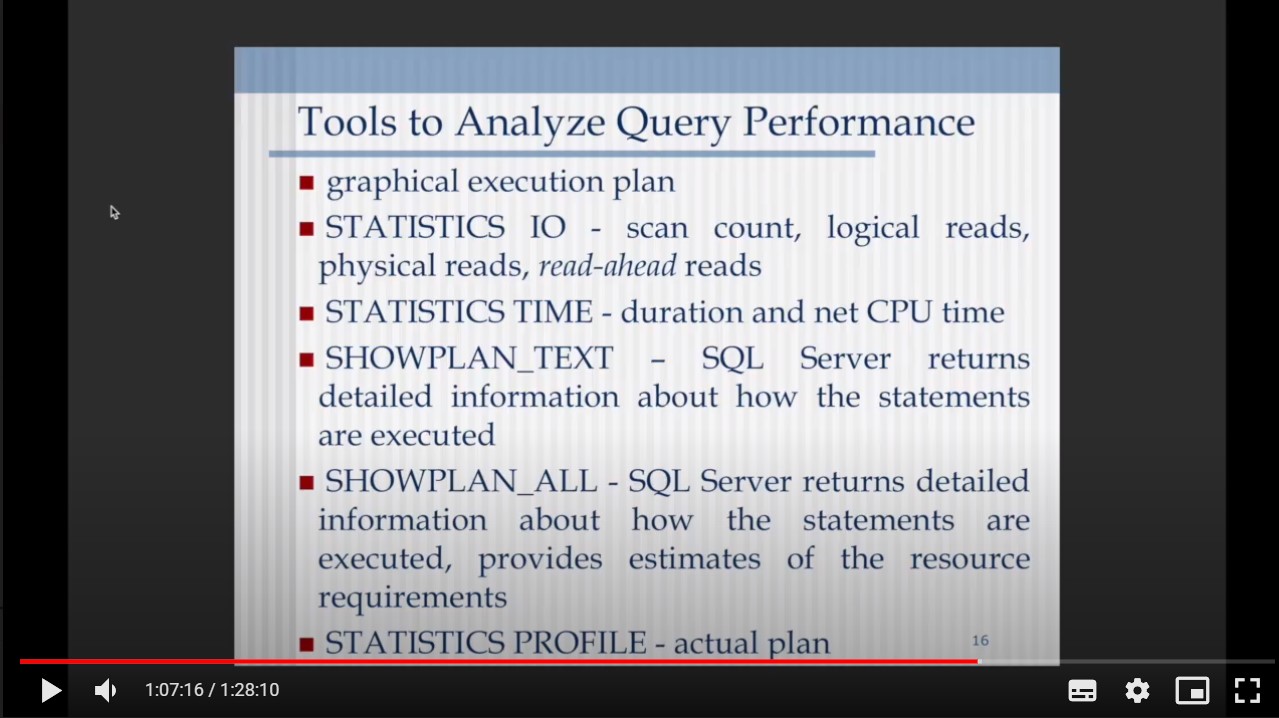 Tools to Analyze Query Performance
graphical execution plan
STATISTICS IO - scan count, logical reads,
physical reads, read-ahead reads
STATISTICS TIME - duration and net CPU time
SHOWPLAN_TEXT – SQL Server returns
detailed information about how the statements
are executed
SHOWPLAN_ALL - SQL Server returns detailed
information about how the statements are
executed, provides estimates of the resource
requirements
STATISTICS PROFILE - actual plan
16
1:07:16 / 1:28:10